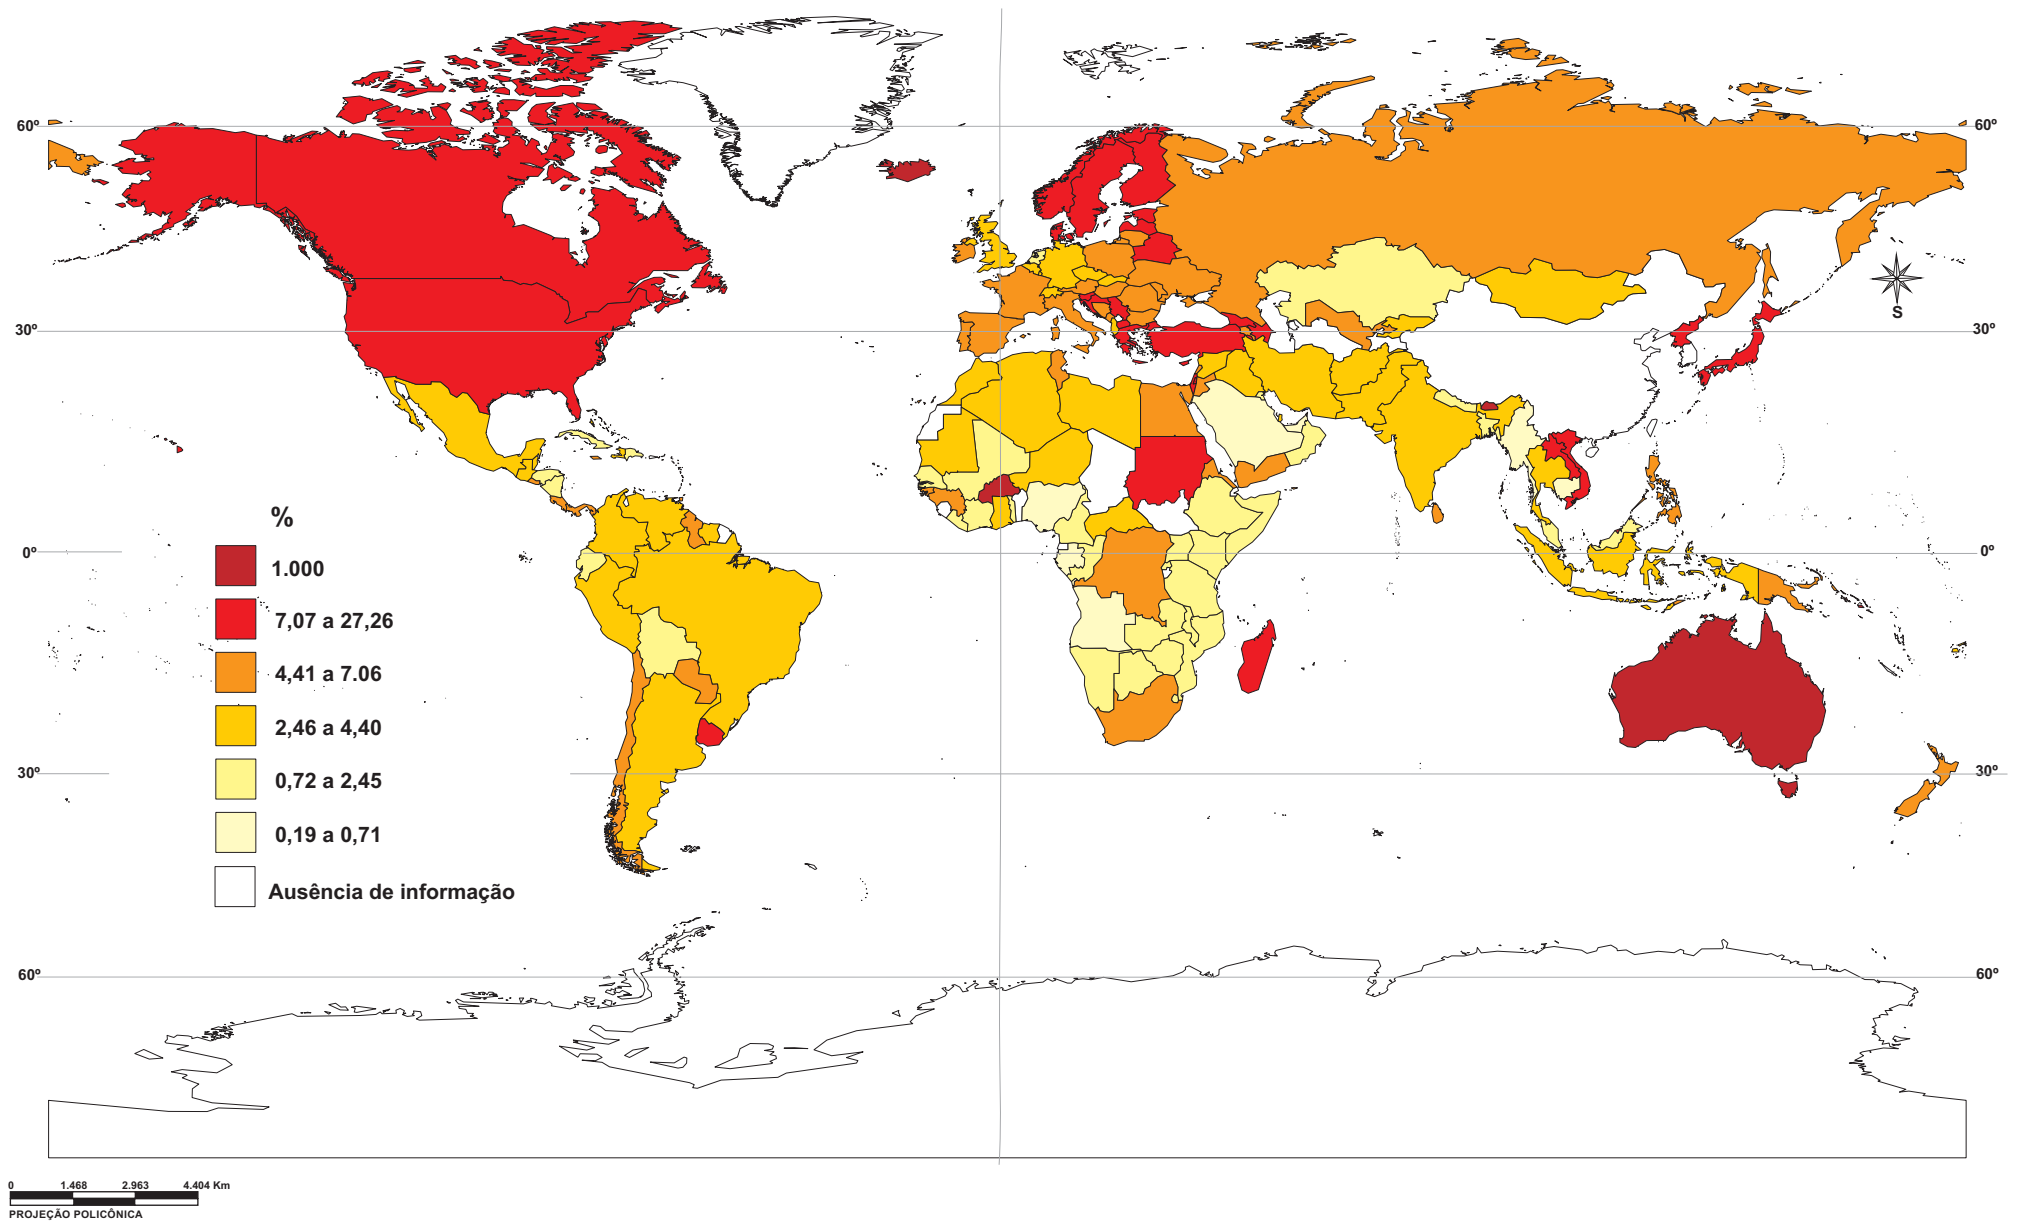 60º
60º
30º
30º
S
%
1.000
7,07 a 27,26
4,41 a 7.06
2,46 a 4,40
0,72 a 2,45
0,19 a 0,71
Ausência de informação
0º
0º
30º
30º
60º
60º
0 1.468 2.963 4.404 Km
PROJEÇÃO POLICÔNICA